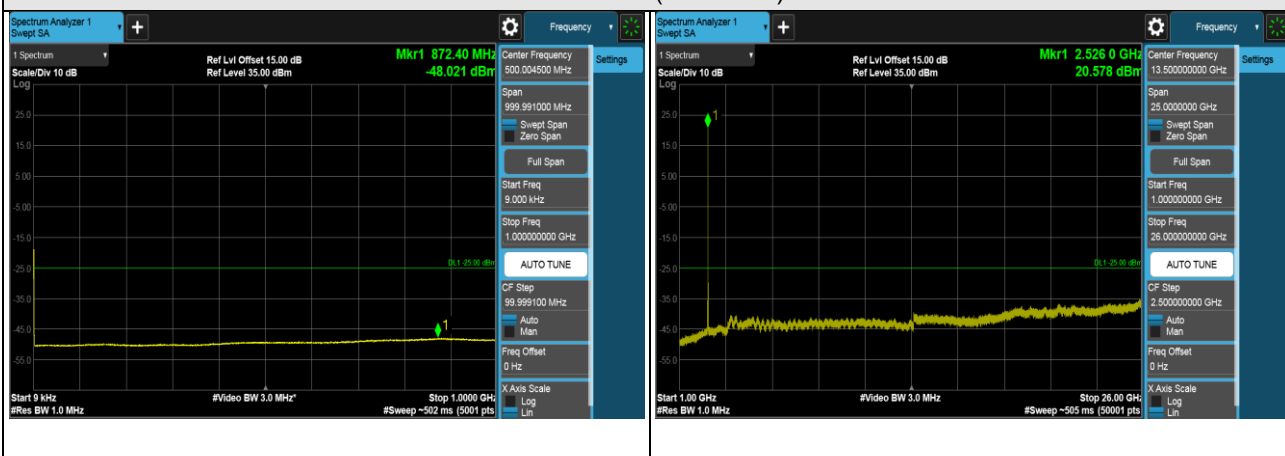 Spectrum Analyzer 1
Swept SA
+
Frequency
1 Spectrum
Scale/Div 10 dB
Log
Ref Lvl Offset 15.00 dB
Ref Level 35.00 dBm
Mkr1 872.40 MHz
-48.021 dBm
25.0
15.0
5.00
-5.00
-15.0
-25.0
-35.0
-45.0
-55.0
DL1 -25.00 dBm
1
Start 9 kHz
#Res BW 1.0 MHz
#Video BW 3.0 MHz*
Stop 1.0000 GHz
#Sweep ~502 ms (5001 pts
Center Frequency
500.004500 MHz
Span
999.991000 MHz
Swept Span
Zero Span
Full Span
Start Freq
9.000 kHz
Stop Freq
1.000000000 GHz
AUTO TUNE
CF Step
99.999100 MHz
Auto
Man
Freq Offset
0 Hz
X Axis Scale
Log
Lin
Settings
Spectrum Analyzer 1
Swept SA
+
Frequency
1 Spectrum
Scale/Div 10 dB
Log
Ref Lvl Offset 15.00 dB
Ref Level 35.00 dBm
Mkr1 2.526 0 GHz
20.578 dBm
25.0
15.0
5.00
-5.00
-15.0
-25.0
-35.0
-45.0
-55.0
1
DL1 -25.00 dBm
Start 1.00 GHz
#Res BW 1.0 MHz
#Video BW 3.0 MHz
Stop 26.00 GHz
#Sweep ~505 ms (50001 pts
Center Frequency
13.500000000 GHz
Span
25.0000000 GHz
Swept Span
Zero Span
Full Span
Start Freq
1.000000000 GHz
Stop Freq
26.000000000 GHz
AUTO TUNE
CF Step
2.500000000 GHz
Auto
Man
Freq Offset
0 Hz
X Axis Scale
Log
Lin
Settings